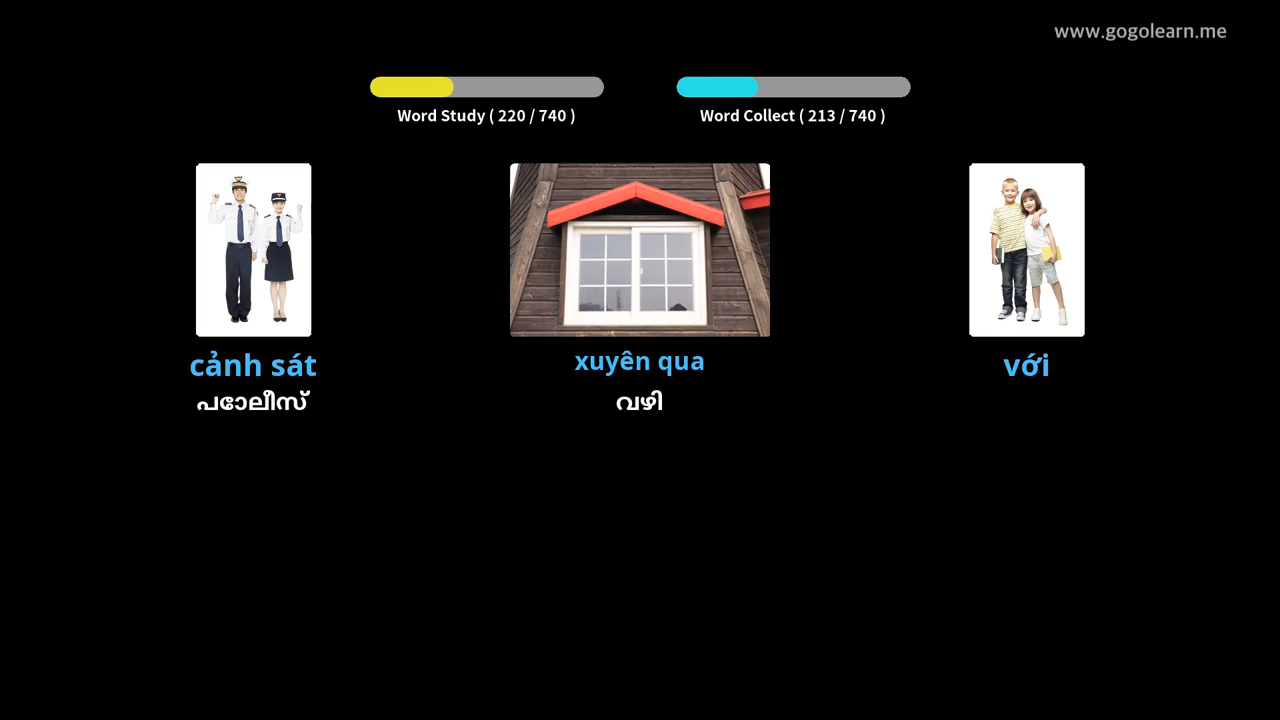 www.gogolearn.me
Word Study ( 220 / 740 )
Word Collect ( 213 / 740 )
cảnh sát
xuyên qua
với
പോലീസ്
വഴി